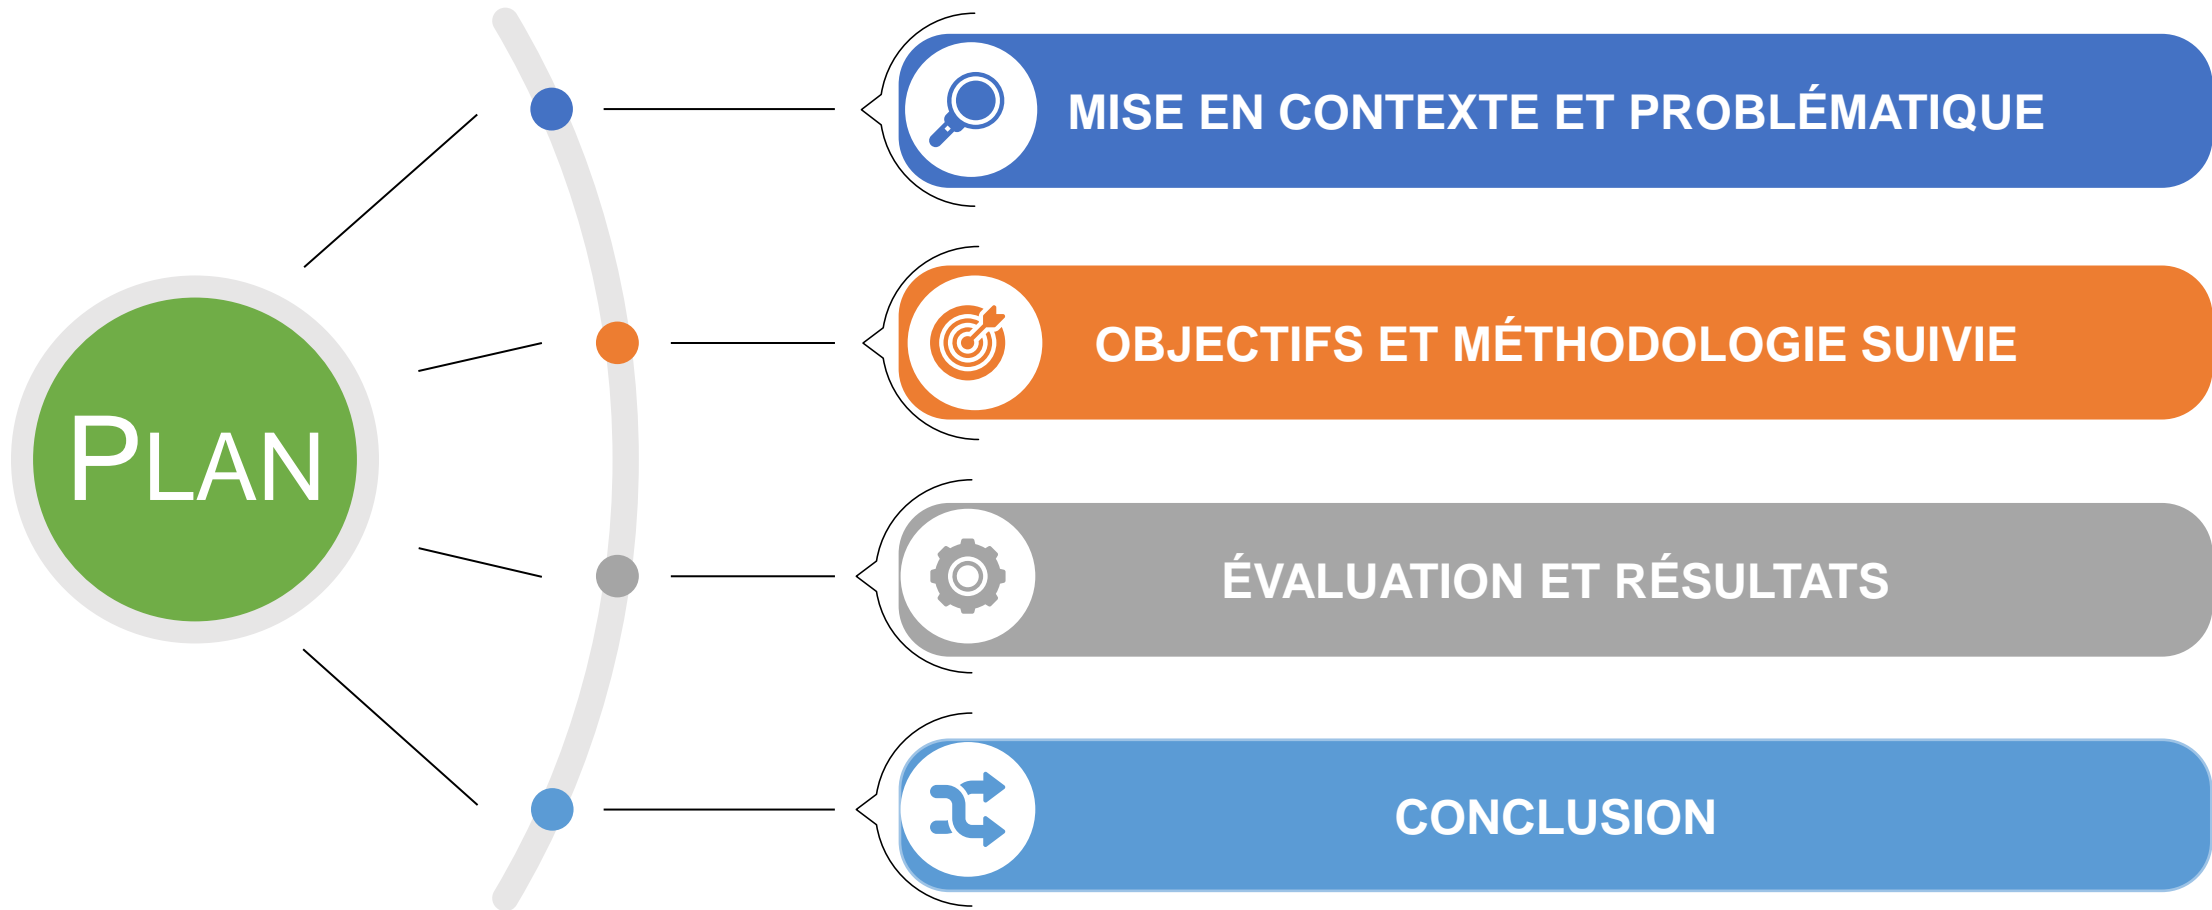 PLAN
MISE EN CONTEXTE ET PROBLÉMATIQUE
OBJECTIFS ET MÉTHODOLOGIE SUIVIE
ÉVALUATION ET RÉSULTATS
CONCLUSION